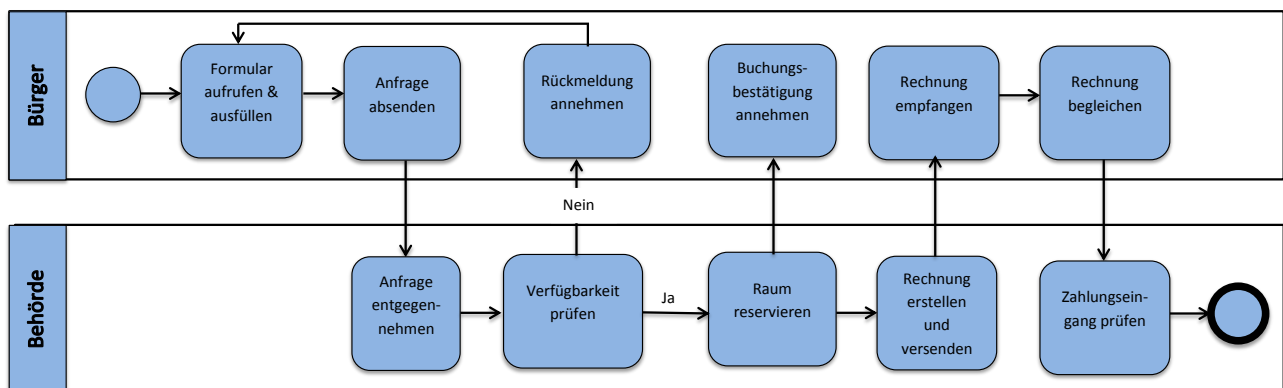 Bürger
Formular
aufrufen &
ausfüllen
Anfrage
absenden
Rückmeldung
annehmen
Buchungs-
bestätigung
annehmen
Rechnung
empfangen
Rechnung
begleichen
Nein
Behörde
Anfrage
entgegen-
nehmen
Verfügbarkeit
prüfen
Ja
Raum
reservieren
Rechnung
erstellen
und
versenden
Zahlungsein-
gang prüfen